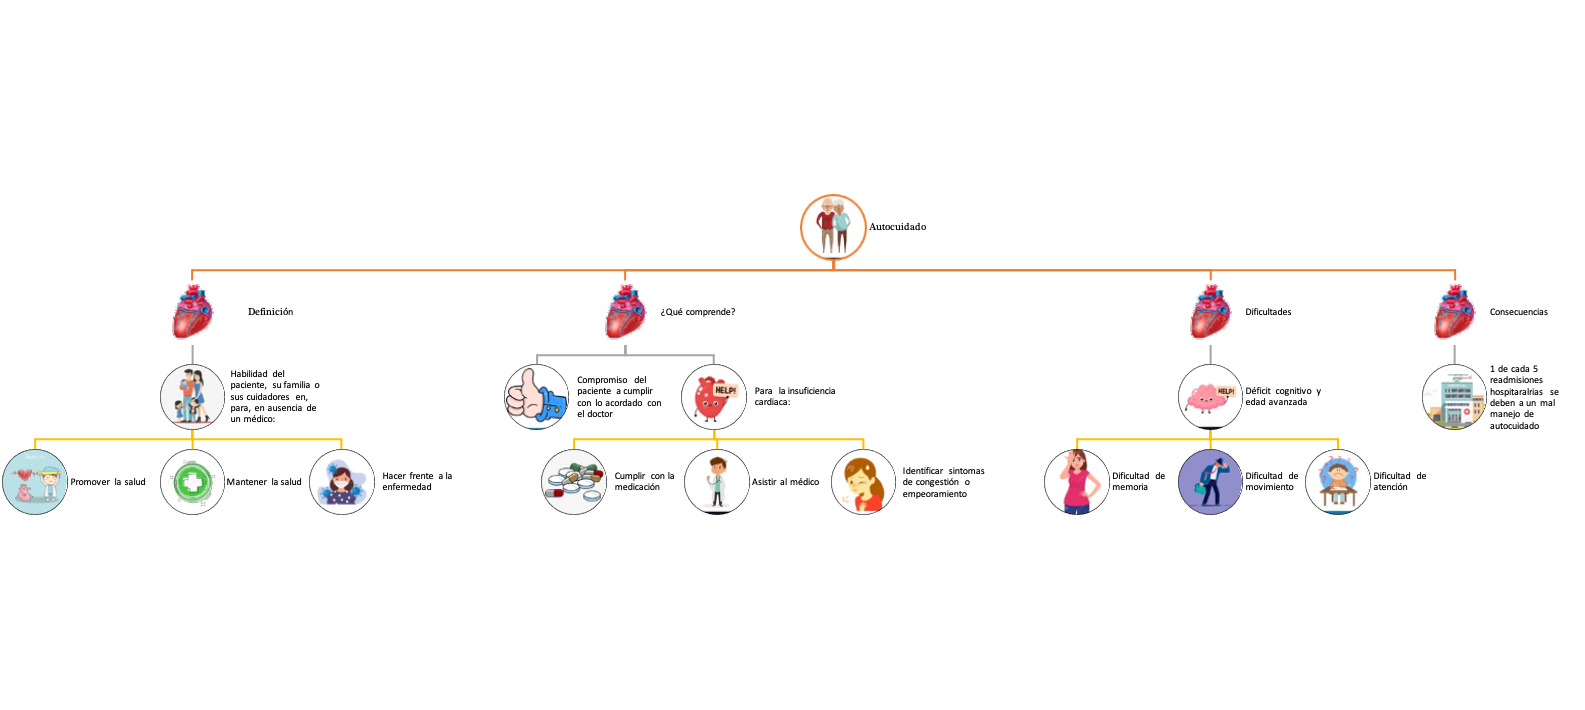 Autocuidado
Definición
¿Qué comprende?
Dificultades
Consecuencias
Habilidad del
paciente, su familia o
sus cuidadores en,
para, en ausencia de
un médico:
Compromiso del
paciente a cumplir
con lo acordado con
el doctor
HELP!
Para la insuficiencia
cardiaca:
HELP!
Déficit cognitivo y
edad avanzada
1 de cada 5
readmisiones
hospitaralrias se
deben a un mal
manejo de
autocuidado
Promover la salud
Mantener la salud
Hacer frente a la
enfermedad
Cumplir con la
medicación
Asistir al médico
Identificar sintomas
de congestión o
empeoramiento
Dificultad de
memoria
Dificultad de
movimiento
Dificultad de
atención